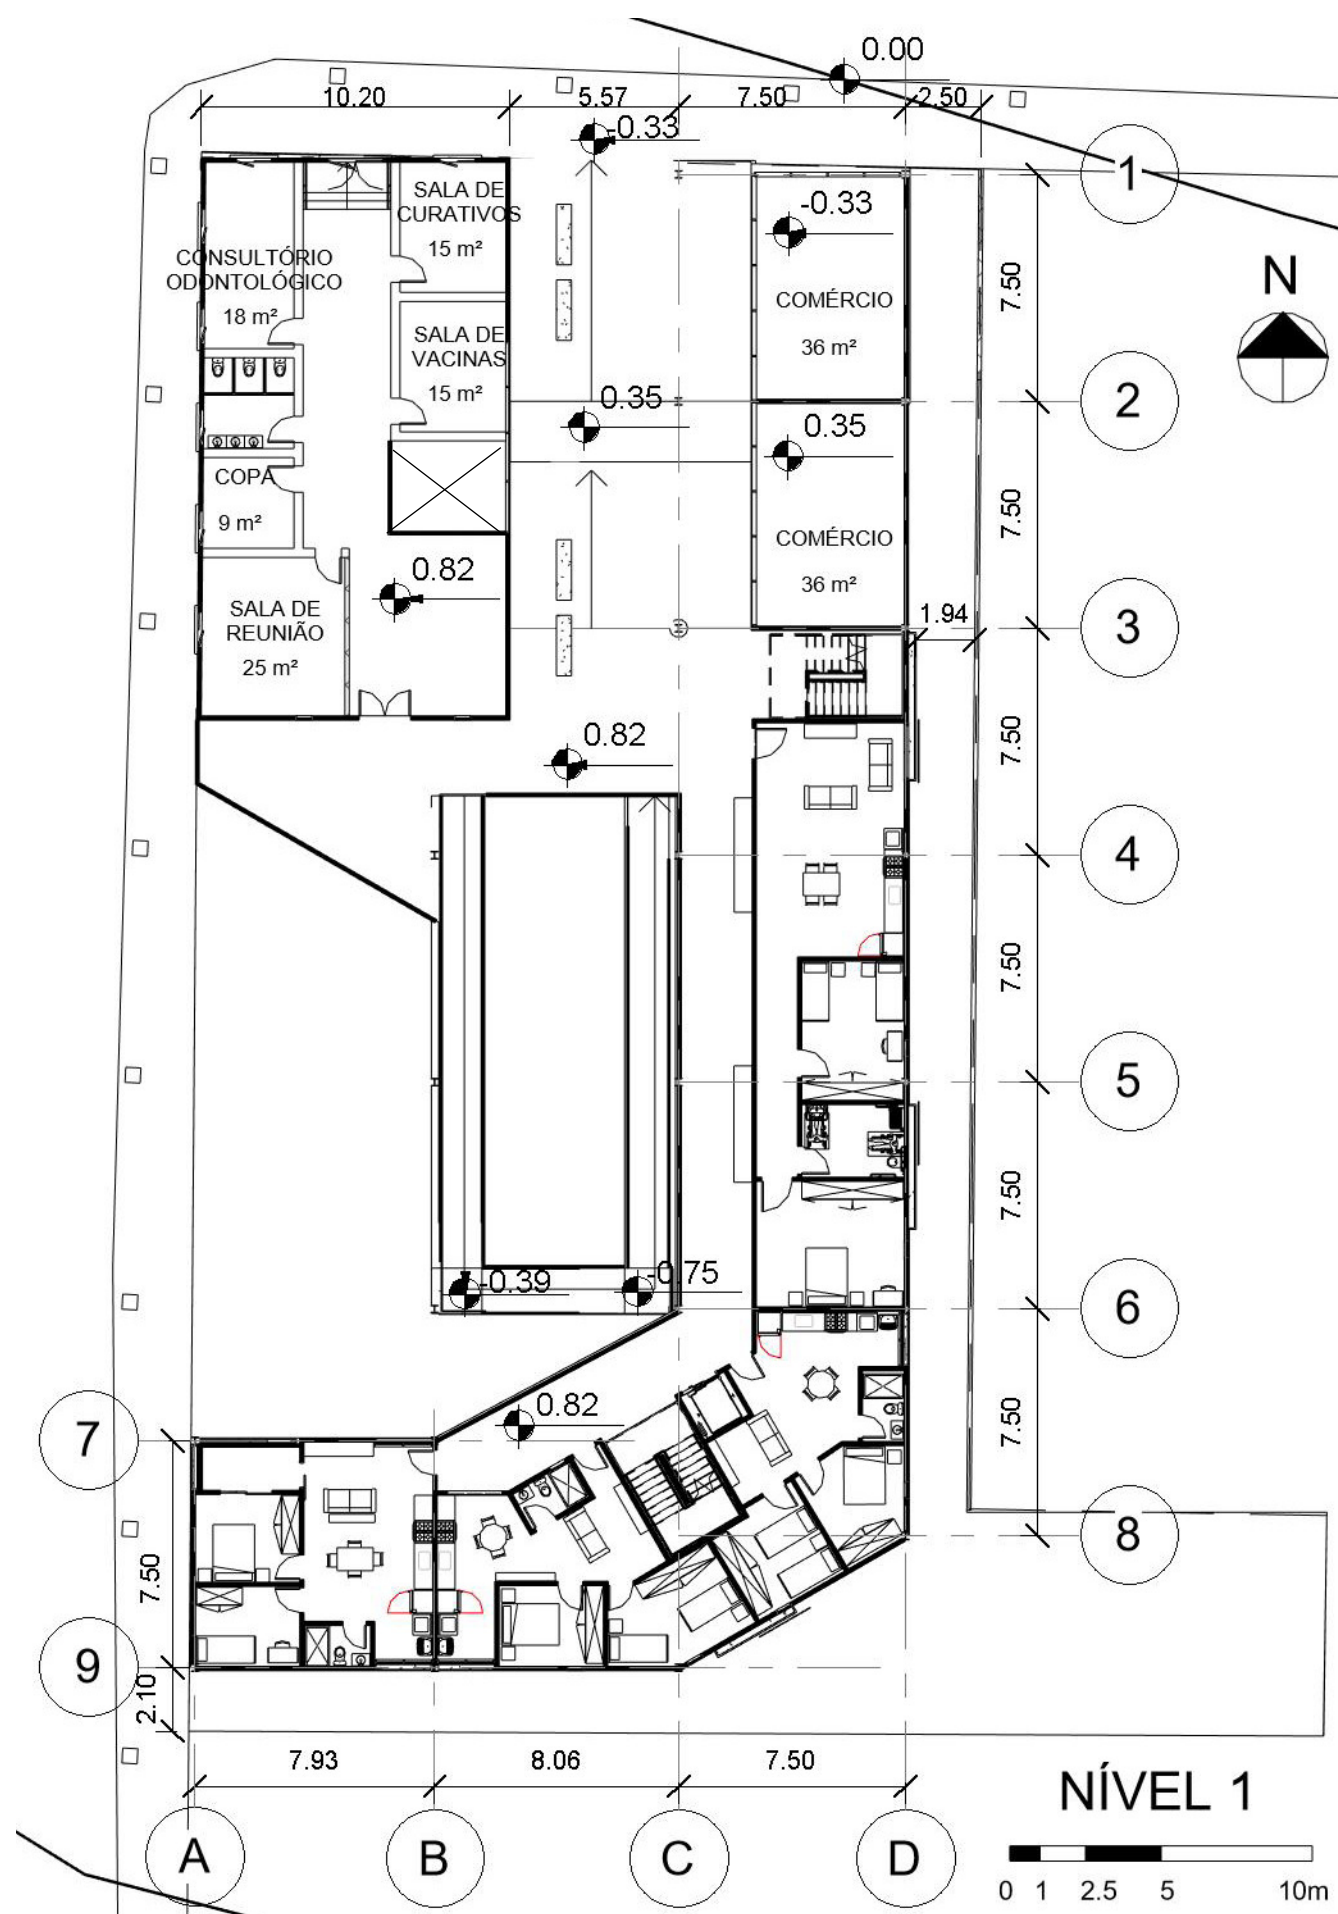 0.00
10.20
5.57
7.50
2.50
-0.33
1
SALA DE
CURATIVOS
15 m²
-0.33
CONSULTÓRIO
ODONTOLÓGICO
18 m²
7.50
N
COMÉRCIO
36 m²
SALA DE
VACINAS
15 m²
0.35
2
0.35
COPA
9 m²
7.50
COMÉRCIO
36 m²
0.82
SALA DE
REUNIÃO
25 m²
1.94
3
0.82
7.50
4
7.50
5
7.50
-0.39
-0.75
6
0.82
7.50
7
8
7.50
9
2.10
7.93
8.06
7.50
NÍVEL 1
A
B
C
D
0 1 2.5 5 10m